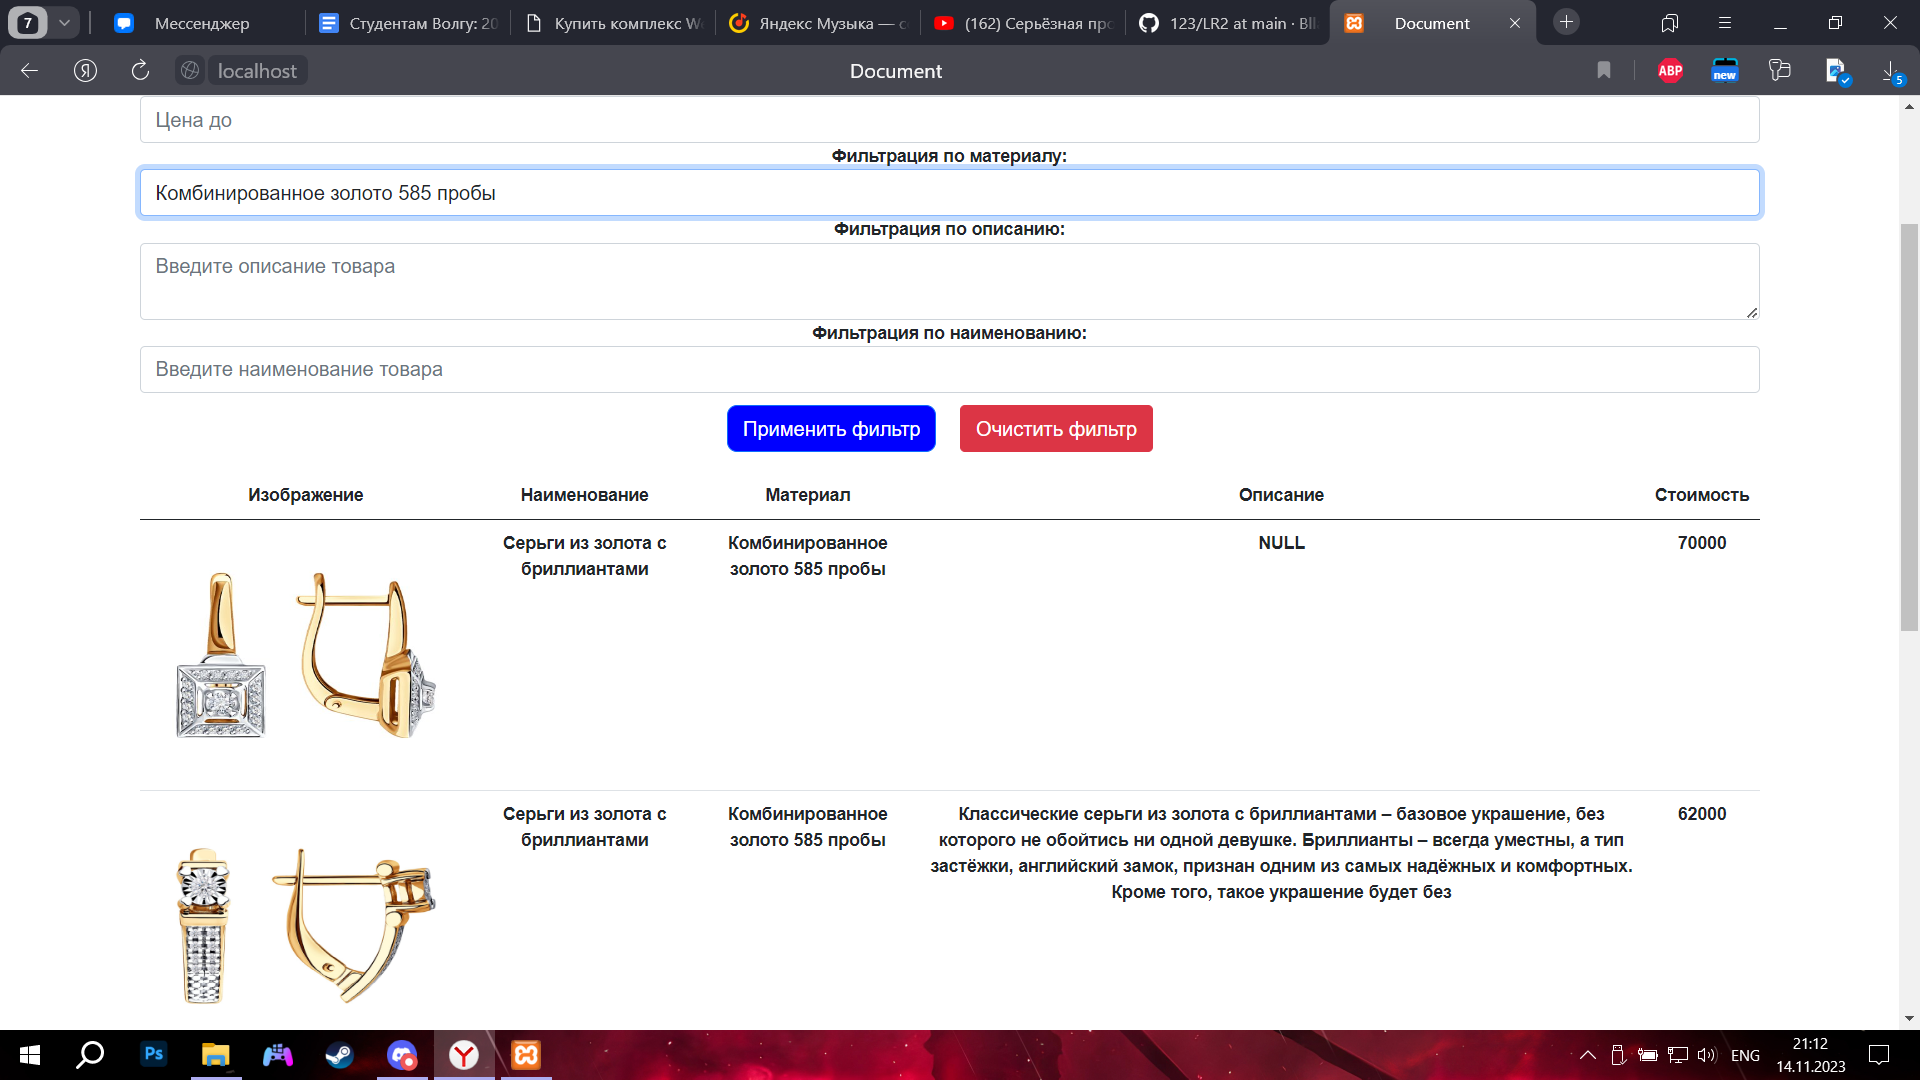 7
Мессенджер
Студентам Волгу: 20
Купить комплекс
Яндекс Музыка — с
(162) Серьёзная пр
123/LR2 at main · Bll
Document
localhost
Document
ABP
new
5
Цена до
Фильтрация по материалу:
Комбинированное золото 585 пробы
Фильтрация по описанию:
Введите описание товара
Фильтрация по наименованию:
Введите наименование товара
Применить фильтр
Очистить фильтр
Изображение
Наименование
Материал
Описание
Стоимость
Серьги из золота с
бриллиантами
Комбинированное
золото 585 пробы
NULL
70000
Серьги из золота с
бриллиантами
Комбинированное
золото 585 пробы
Классические серьги из золота с бриллиантами – базовое украшение, без
которого не обойтись ни одной девушке. Бриллианты – всегда уместны, а тип
застёжки, английский замок, признан одним из самых надёжных и комфортных.
Кроме того, такое украшение будет без
62000
Ps
ENG
21:12
14.11.2023